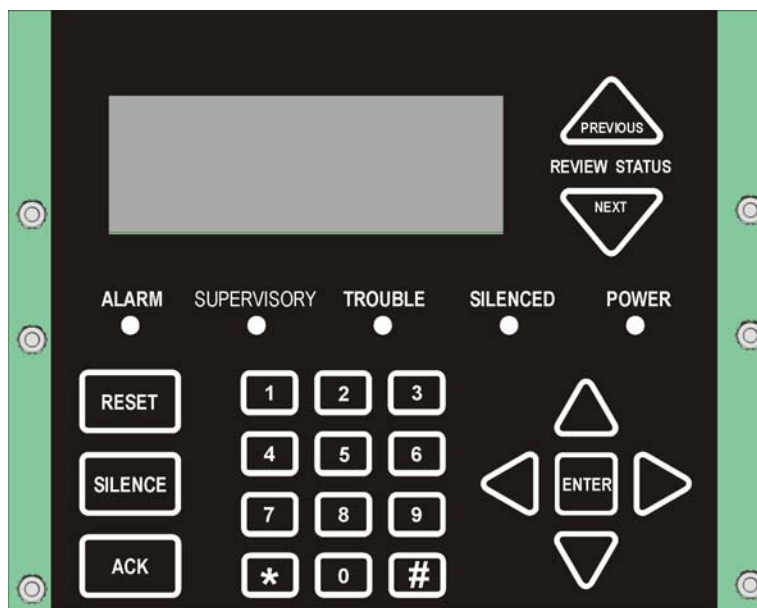 PREVIOUS
REVIEW STATUS
NEXT
ALARM SUPERVISORY TROUBLE SILENCED POWER
RESET
1 2 3
SILENCE
4 5 6
ENTER
7 8 9
ACK
* 0 #